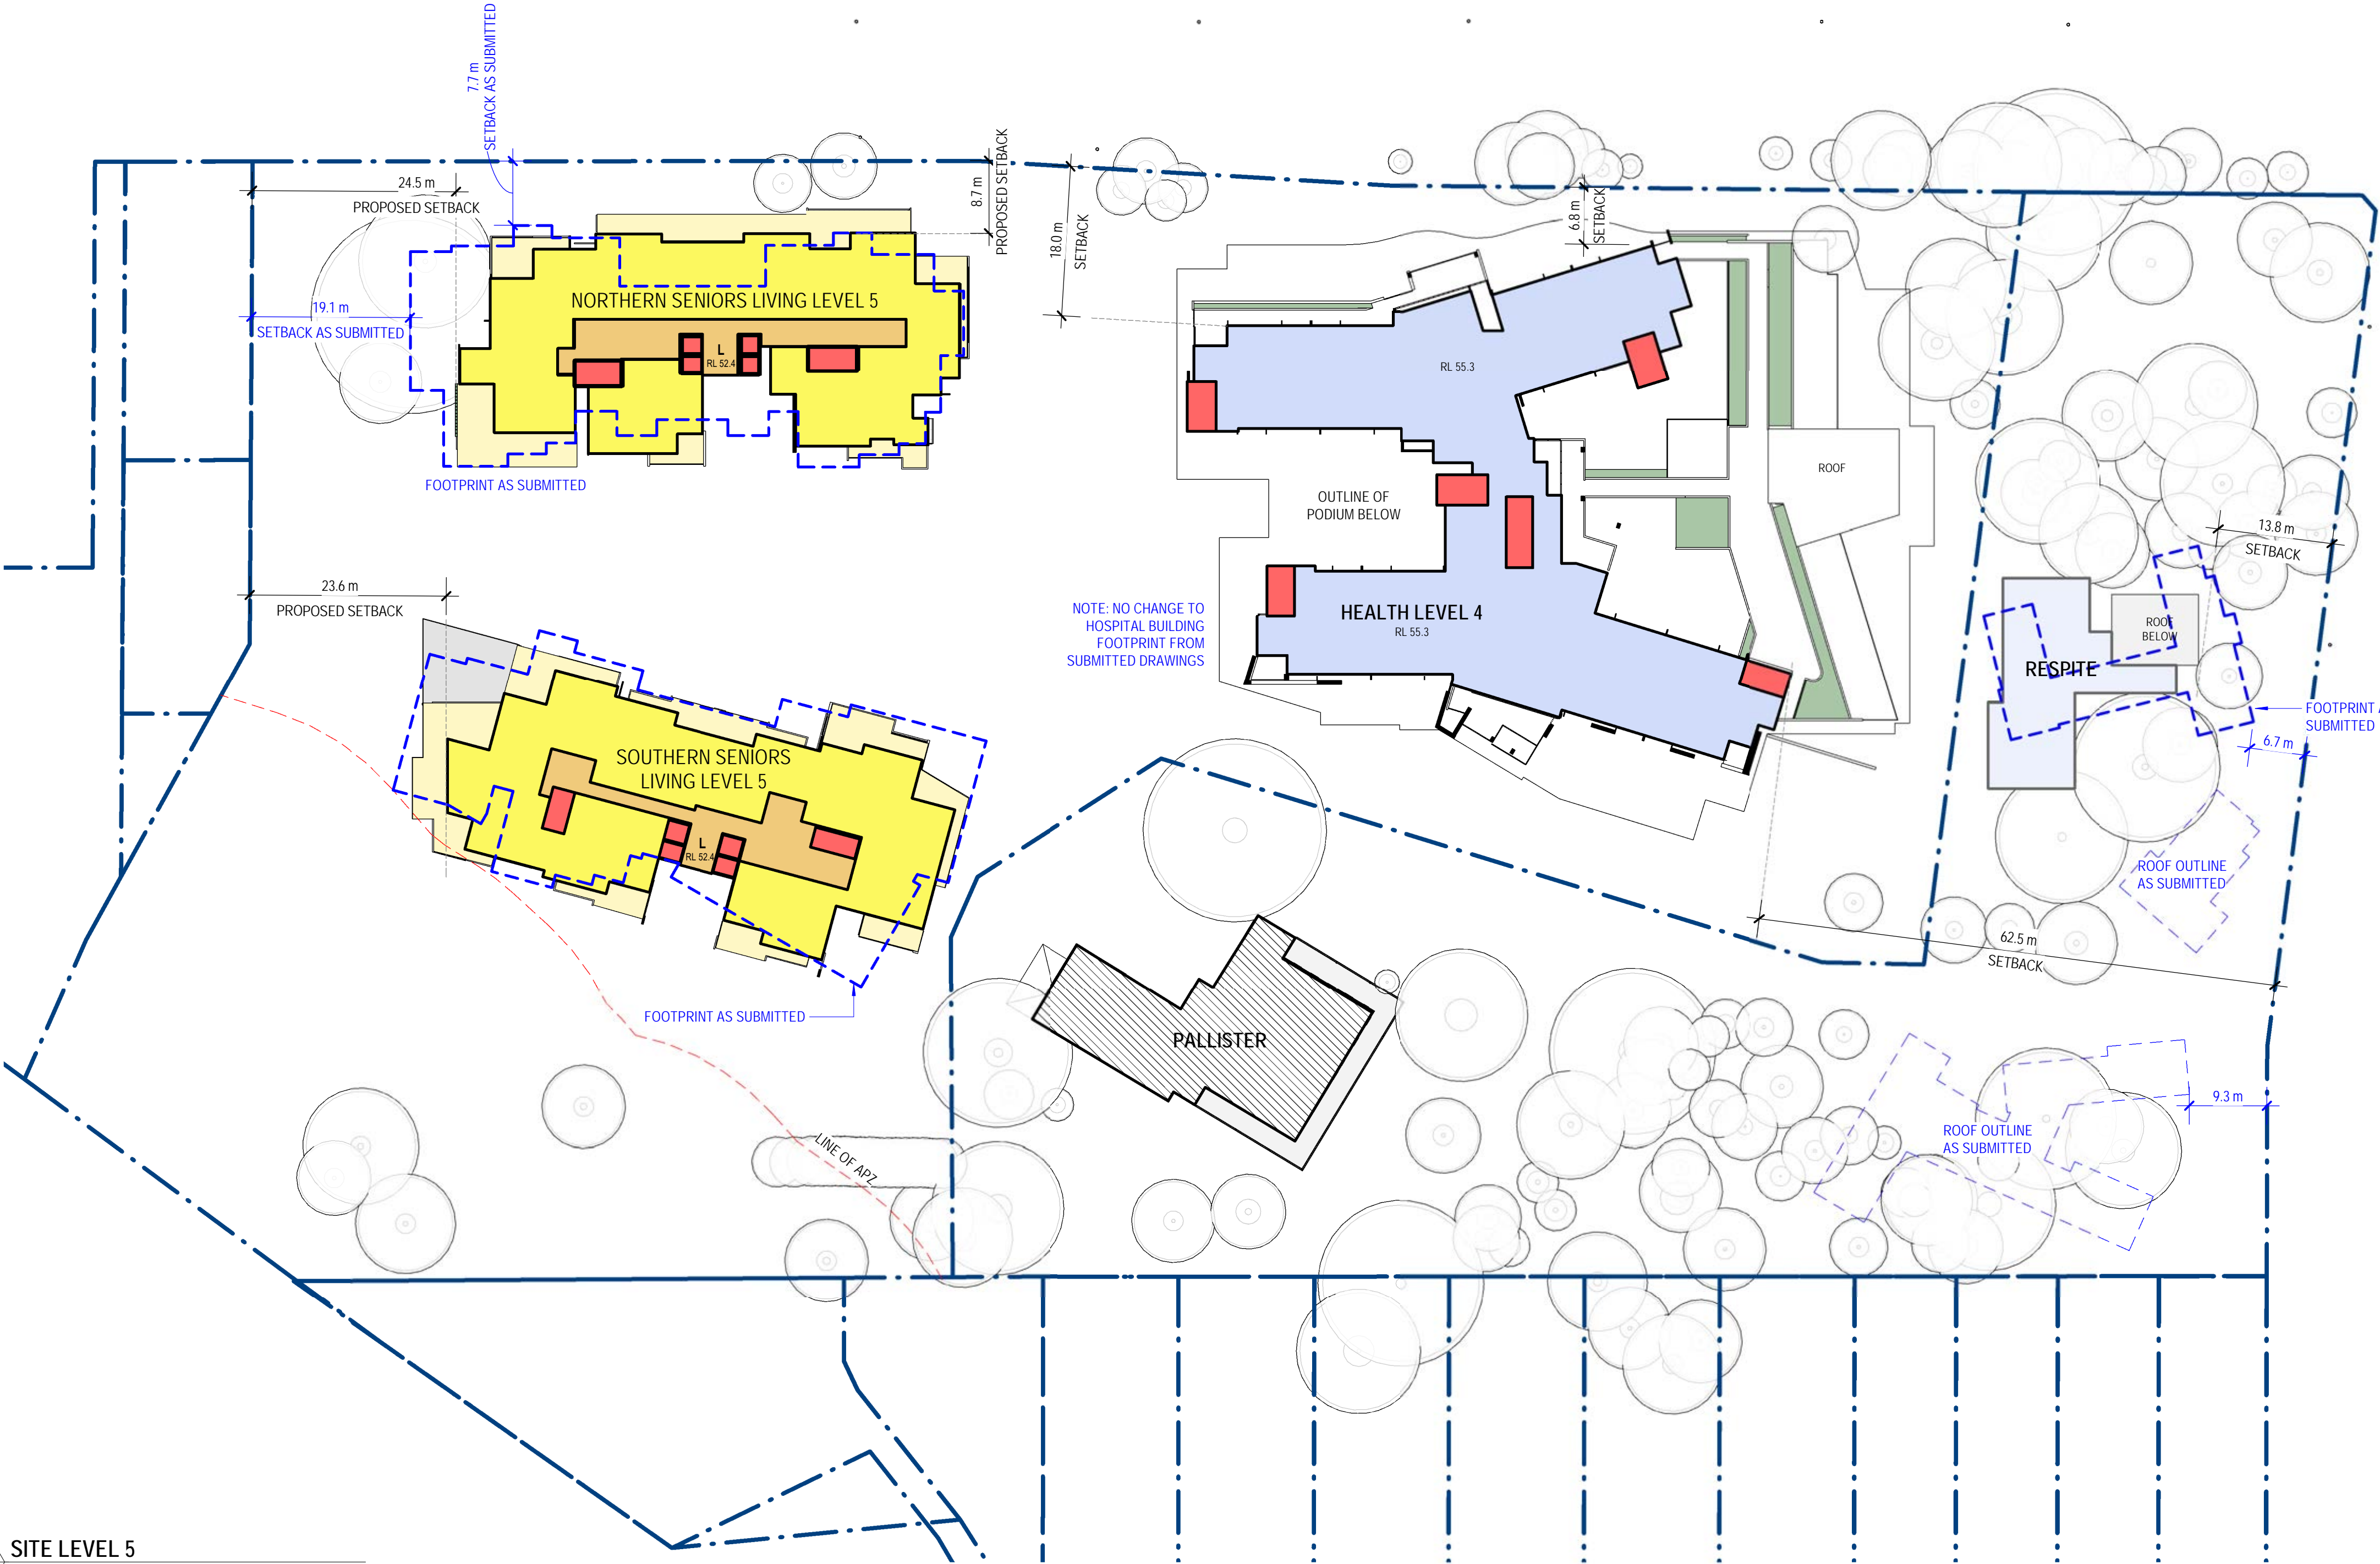 7.7 m
SETBACK AS SUBMITTED
24.5 m
PROPOSED SETBACK
8.7 m
PROPOSED SETBACK
18.0 m
SETBACK
6.8 m
SETBACK
19.1 m
SETBACK AS SUBMITTED
NORTHERN SENIORS LIVING LEVEL 5
L
RL 52.4
FOOTPRINT AS SUBMITTED
RL 55.3
ROOF
OUTLINE OF
PODIUM BELOW
13.8 m
SETBACK
23.6 m
PROPOSED SETBACK
NOTE: NO CHANGE TO
HOSPITAL BUILDING
FOOTPRINT FROM
SUBMITTED DRAWINGS
HEALTH LEVEL 4
RL 55.3
ROOF
BELOW
RESPITE
FOOTPRINT A
SUBMITTED
6.7 m
SOUTHERN SENIORS
LIVING LEVEL 5
L
RL 52.4
ROOF OUTLINE
AS SUBMITTED
62.5 m
SETBACK
FOOTPRINT AS SUBMITTED
PALLISTER
9.3 m
ROOF OUTLINE
AS SUBMITTED
LINE OF APZ
SITE LEVEL 5